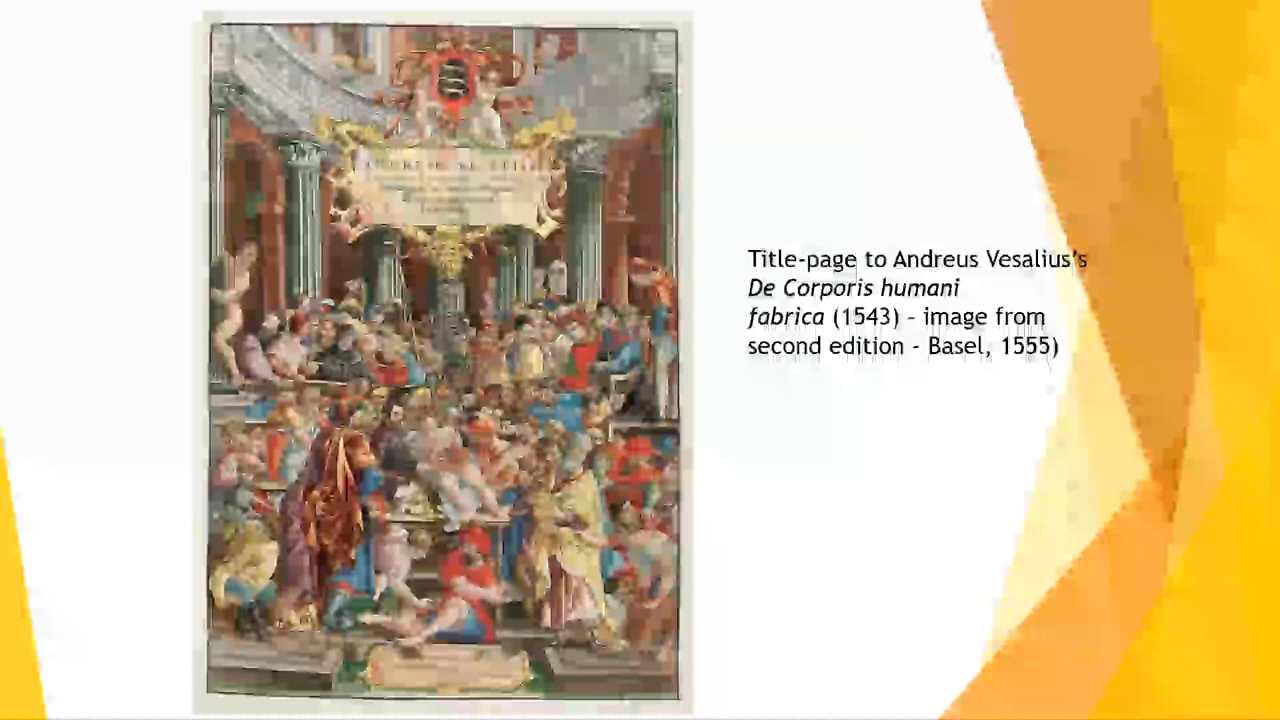 Title-page to Andreus Vesalius's
De Corporis humani
fabrica (1543) – image from
second edition - Basel, 1555)